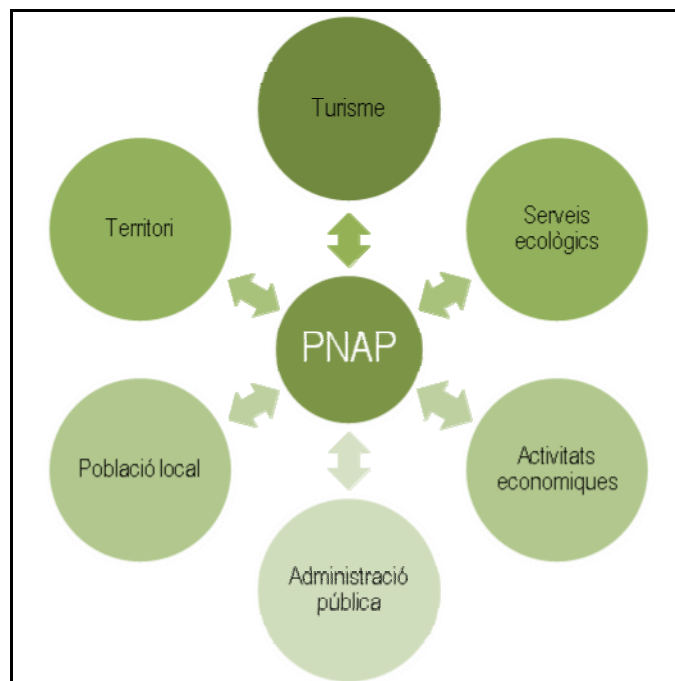 Turisme
Territori
Serveis
ecològics
PNAP
Població local
Activitats
economiques
Administració
pública